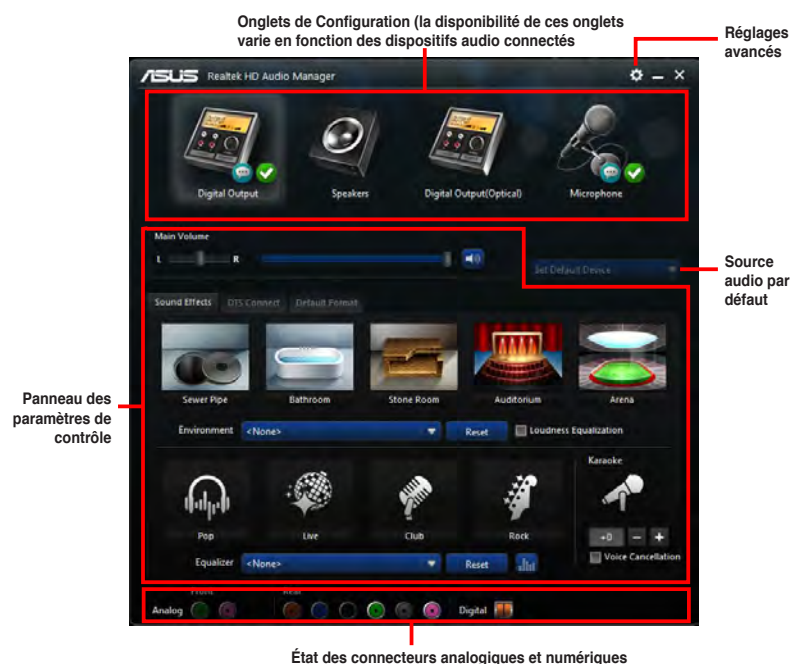 Onglets de Configuration (la disponibilité de ces onglets
varie en fonction des dispositifs audio connectés
Réglages
avancés
ASUS Realtek HD Audio Manager
Digital Output
Speakers
Digital Output(Optical)
Microphone
Main Volume
L R
Set Default Device
Source
audio par
défaut
Sound Effects DTS Connect Default Format
Sewer Pipe
Bathroom
Stone Room
Auditorium
Arena
Panneau des
paramètres de
contrôle
Environment <None> Reset Loudness Equalization
Karaoke
Pop
Live
Club
Rock
+0 - +
Equalizer <None> Reset
Voice Cancellation
Front Rear
Analog Digital
État des connecteurs analogiques et numériques